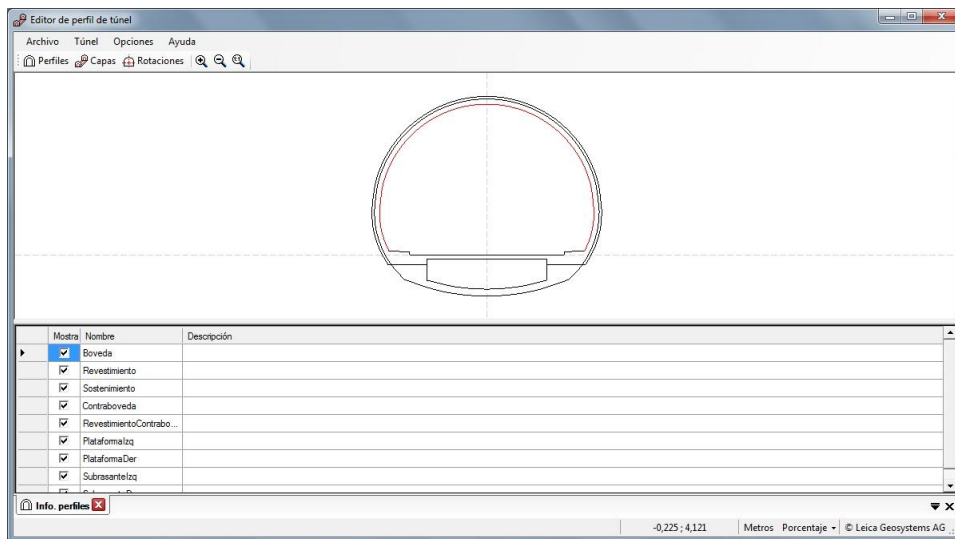 Editor de perfil de túnel
Archivo Túnel Opciones Ayuda
Perfiles Capas Rotaciones
Mostra Nombre Descripción
Boveda
Revestimiento
Sostenimiento
Contraboveda
RevestimientoContrabo...
PlataformaIzq
PlataformaDer
SubrasanteIzq
Info. perfiles
-0,225 ; 4,121 Metros Porcentaje © Leica Geosystems AG